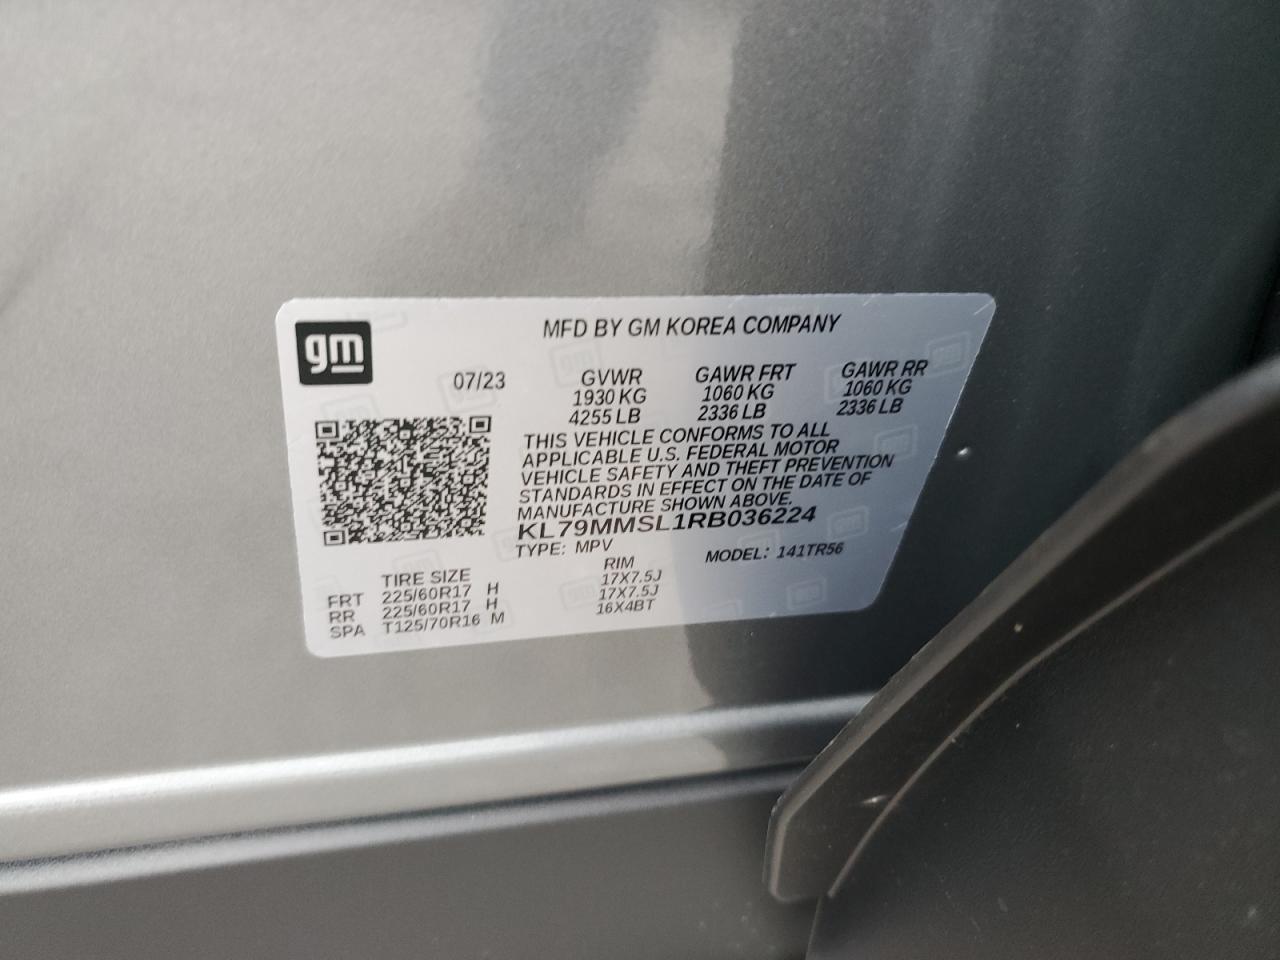 gm
MFD BY GM KOREA COMPANY
07/23 GVWR GAWR FRT GAWR RR
1930 KG 1060 KG 1060 KG
4255 LB 2336 LB 2336 LB
THIS VEHICLE CONFORMS TO ALL
APPLICABLE U.S. FEDERAL MOTOR
VEHICLE SAFETY AND THEFT PREVENTION
STANDARDS IN EFFECT ON THE DATE OF
MANUFACTURE SHOWN ABOVE.
KL79MMSL1RB036224
TYPE: MPV MODEL: 141TR56
TIRE SIZE RIM
FRT 225/60R17 H 17X7.5J
RR 225/60R17 H 17X7.5J
SPA T125/70R16 M 16X4BT